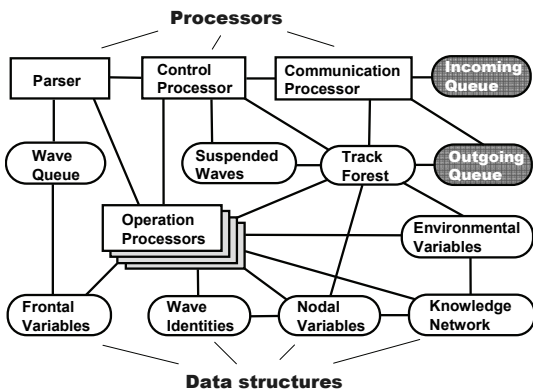 Processors
Parser
Control
Processor
Communication
Processor
Incoming
Queue
Wave
Queue
Suspended
Waves
Track
Forest
Outgoing
Queue
Operation
Processors
Environmental
Variables
Frontal
Variables
Wave
Identities
Nodal
Variables
Knowledge
Network
Data structures